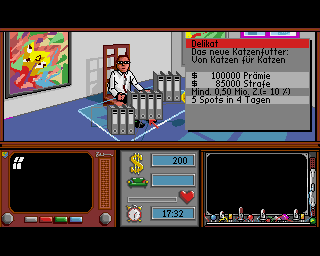 Delikat
Das neue Katzenfutter:
Von Katzen für Katzen
$ 100000 Prämie
$ 85000 Strafe
Mind. 0,50 Mio. Z.(= 10 %)
5 Spots in 4 Tagen
$ 200
17:32